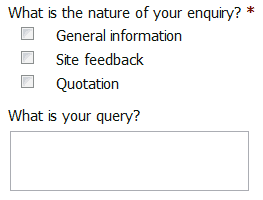 What is the nature of your enquiry? *
General information
Site feedback
Quotation
What is your query?